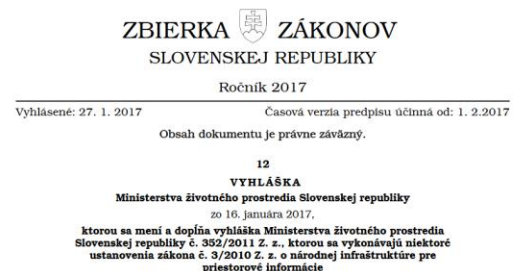 ZBIERKA ZÁKONOV
SLOVENSKEJ REPUBLIKY
Ročník 2017
Vyhlásené: 27. 1. 2017 Časová verzia predpisu účinná od: 1. 2.2017
Obsah dokumentu je právne záväzný.
12
VYHLÁŠKA
Ministerstva životného prostredia Slovenskej republiky
zo 16. januára 2017,
ktorou sa mení a dopĺňa vyhláška Ministerstva životného prostredia
Slovenskej republiky č. 352/2011 Z. z., ktorou sa vykonávajú niektoré
ustanovenia zákona č. 3/2010 Z. z. o národnej infraštruktúre pre
priestorové informácie